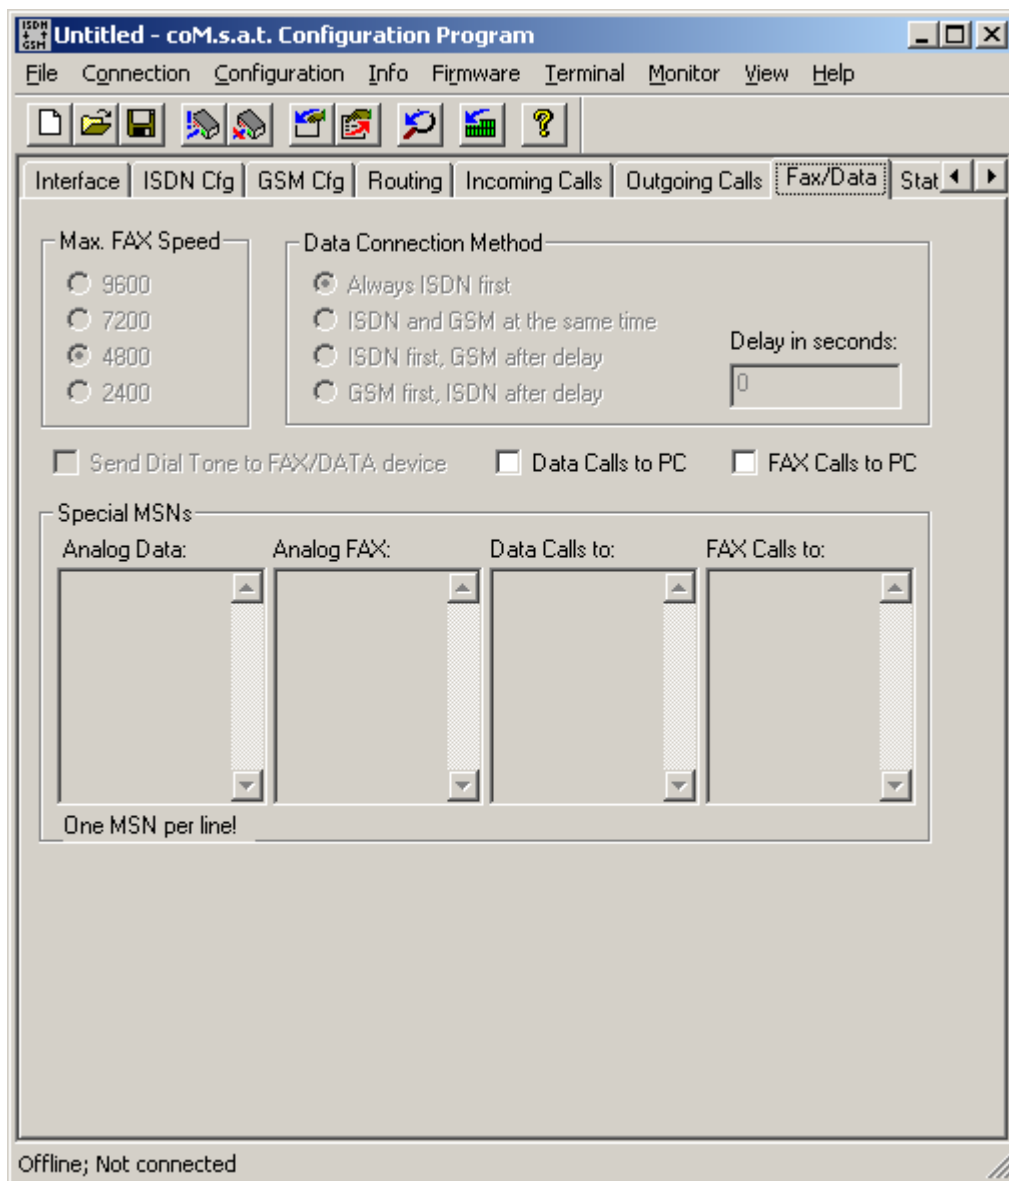 ISDN GSM Untitled - coM.s.a.t. Configuration Program
File Connection Configuration Info Firmware Terminal Monitor View Help
Interface ISDN Cfg GSM Cfg Routing Incoming Calls Outgoing Calls Fax/Data Stat
Max. FAX Speed Data Connection Method
9600 Always ISDN first
7200 ISDN and GSM at the same time
Delay in seconds:
4800 ISDN first, GSM after delay
2400 GSM first, ISDN after delay 0
Send Dial Tone to FAX/DATA device Data Calls to PC FAX Calls to PC
Special MSNs
Analog Data: Analog FAX: Data Calls to: FAX Calls to:
One MSN per line!
Offline; Not connected